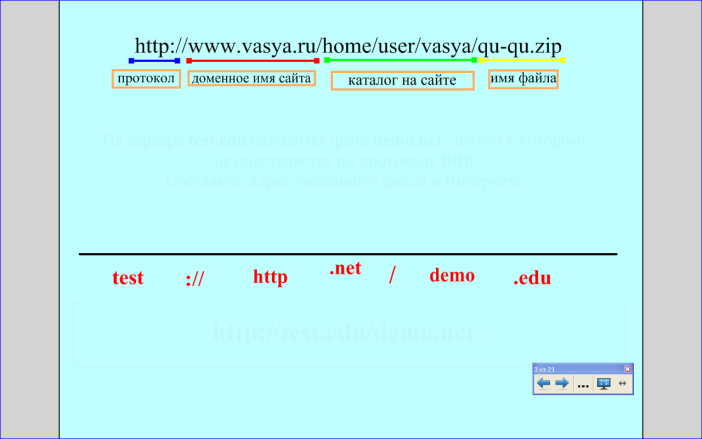 http://www.vasya.ru/home/user/vasya/qu-qu.zip
протокол доменное имя сайта каталог на сайте имя файла
На сервере test.edu находится файл demo.net, доступ к которому
осуществляется по протоколу http.
Составьте адрес указанного файла в Интернете.
test :// http .net / demo .edu
http://test.edu/demo.net
3 из 21